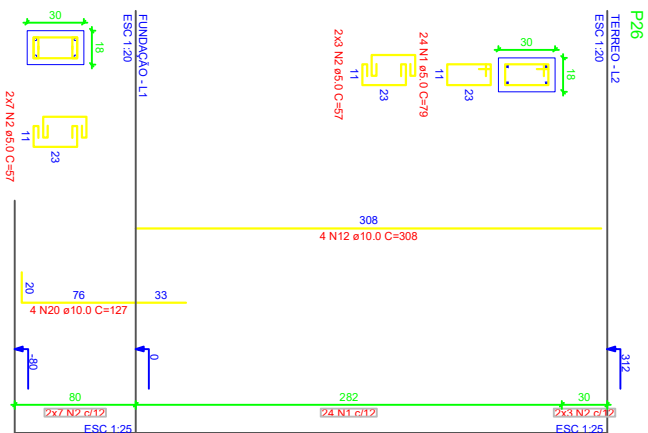 P26
TERREO - L2
ESC 1:20
30
18
24 N1 ø5.0 C=79
11
23
2x3 N2 ø5.0 C=57
11
23
FUNDAÇÃO - L1
ESC 1:20
30
18
2x7 N2 ø5.0 C=57
11
23
308
4 N12 ø10.0 C=308
20
76
33
4 N20 ø10.0 C=127
-80
0
312
80
282
30
2x7 N2 c/12
24 N1 c/12
2x3 N2 c/12
ESC 1:25
ESC 1:25